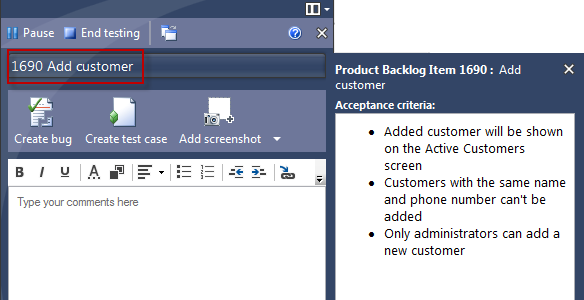 Pause End testing
1690 Add customer
Create bug Create test case Add screenshot
B I U A
Type your comments here
Product Backlog Item 1690 : Add
customer
Acceptance criteria:
• Added customer will be shown
on the Active Customers
screen
• Customers with the same name
and phone number can't be
added
• Only administrators can add a
new customer